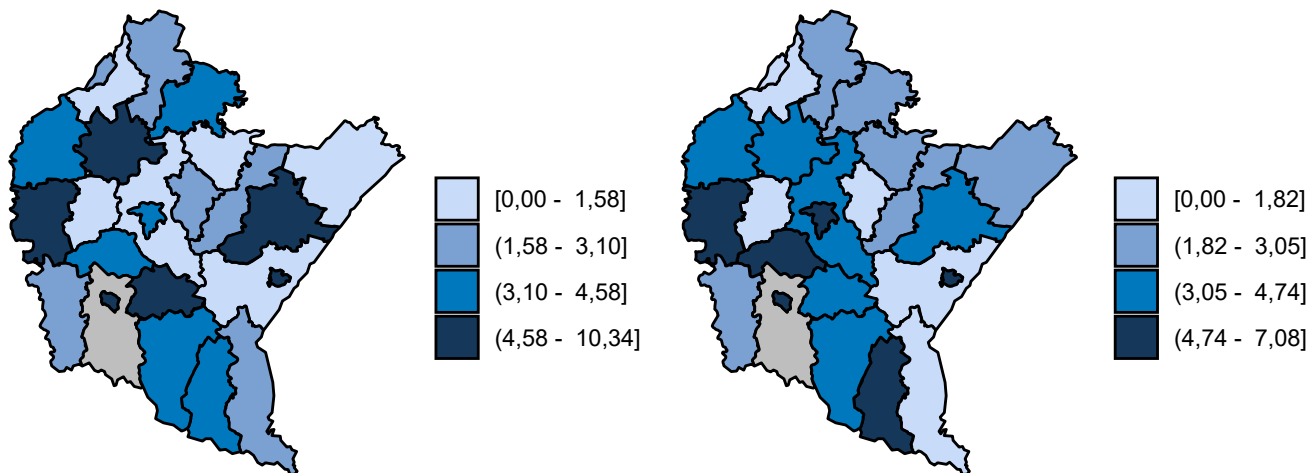 [0,00 - 1,58]
(1,58 - 3,10]
(3,10 - 4,58]
(4,58 - 10,34]
[0,00 - 1,82]
(1,82 - 3,05]
(3,05 - 4,74]
(4,74 - 7,08]